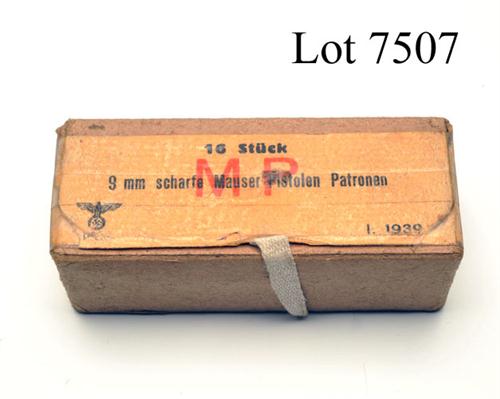 Lot 7507
16 Stück
MP
9 mm scharfe Mauser Pistolen Patronen
I. 1939